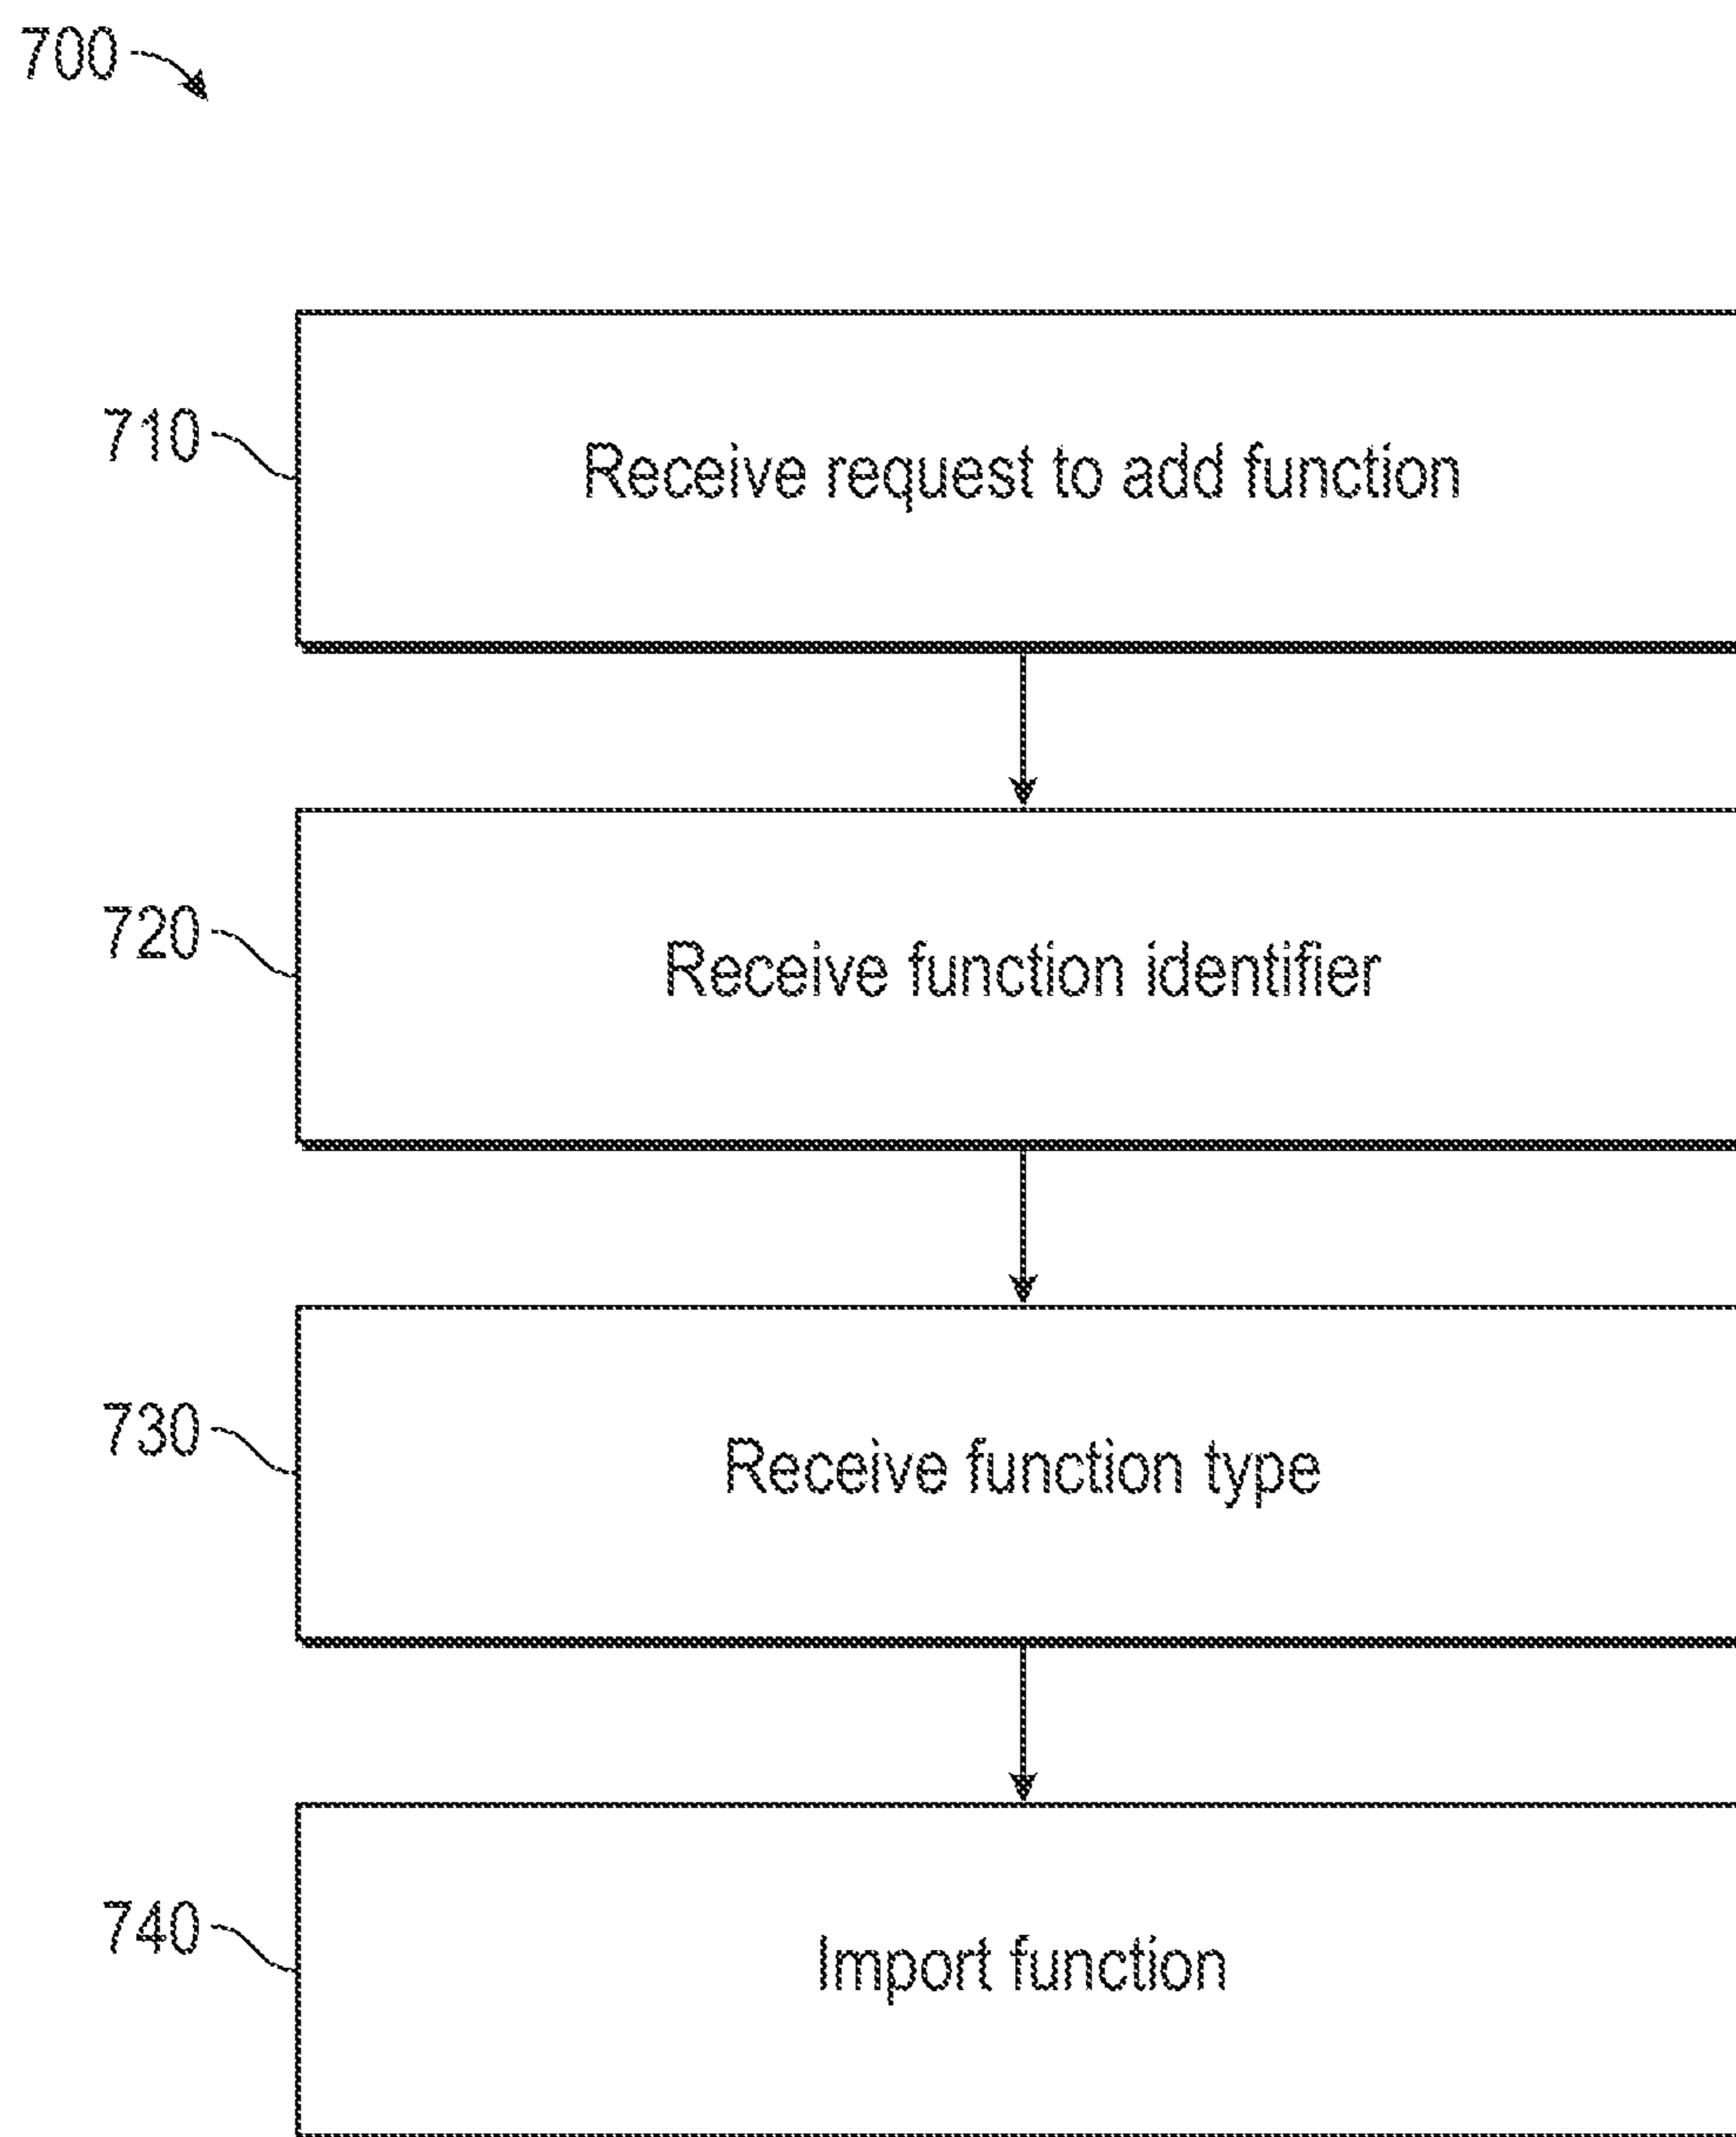 700
710
Receive request to add function
720
Receive function identifier
730
Receive function type
740
Import function